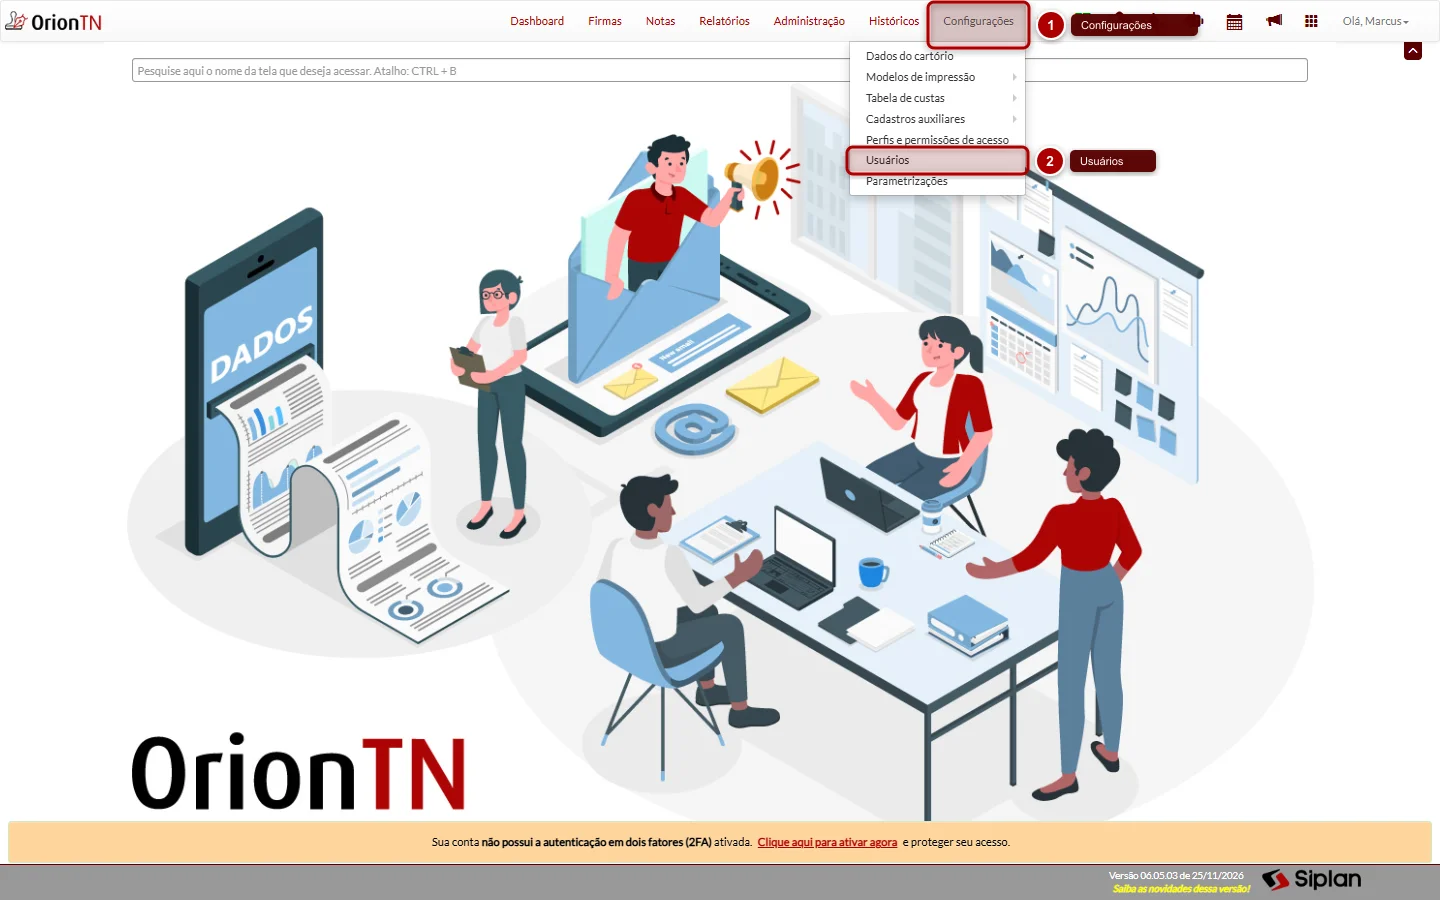 OrionTN
Dashboard
Firmas
Notas
Relatórios
Administração
Históricos
Configurações
1
Configurações
Olá, Marcus
Pesquise aqui o nome da tela que deseja acessar. Atalho: CTRL + B
Dados do cartório
Modelos de impressão
Tabela de custas
Cadastros auxiliares
Perfis e permissões de acesso
Usuários
2
Usuários
Parametrizações
DADOS
New email
@
OrionTN
Sua conta não possui a autenticação em dois fatores (2FA) ativada. Clique aqui para ativar agora e proteger seu acesso.
Versão 06.05.03 de 25/11/2026
Saiba as novidades dessa versão!
Siplan